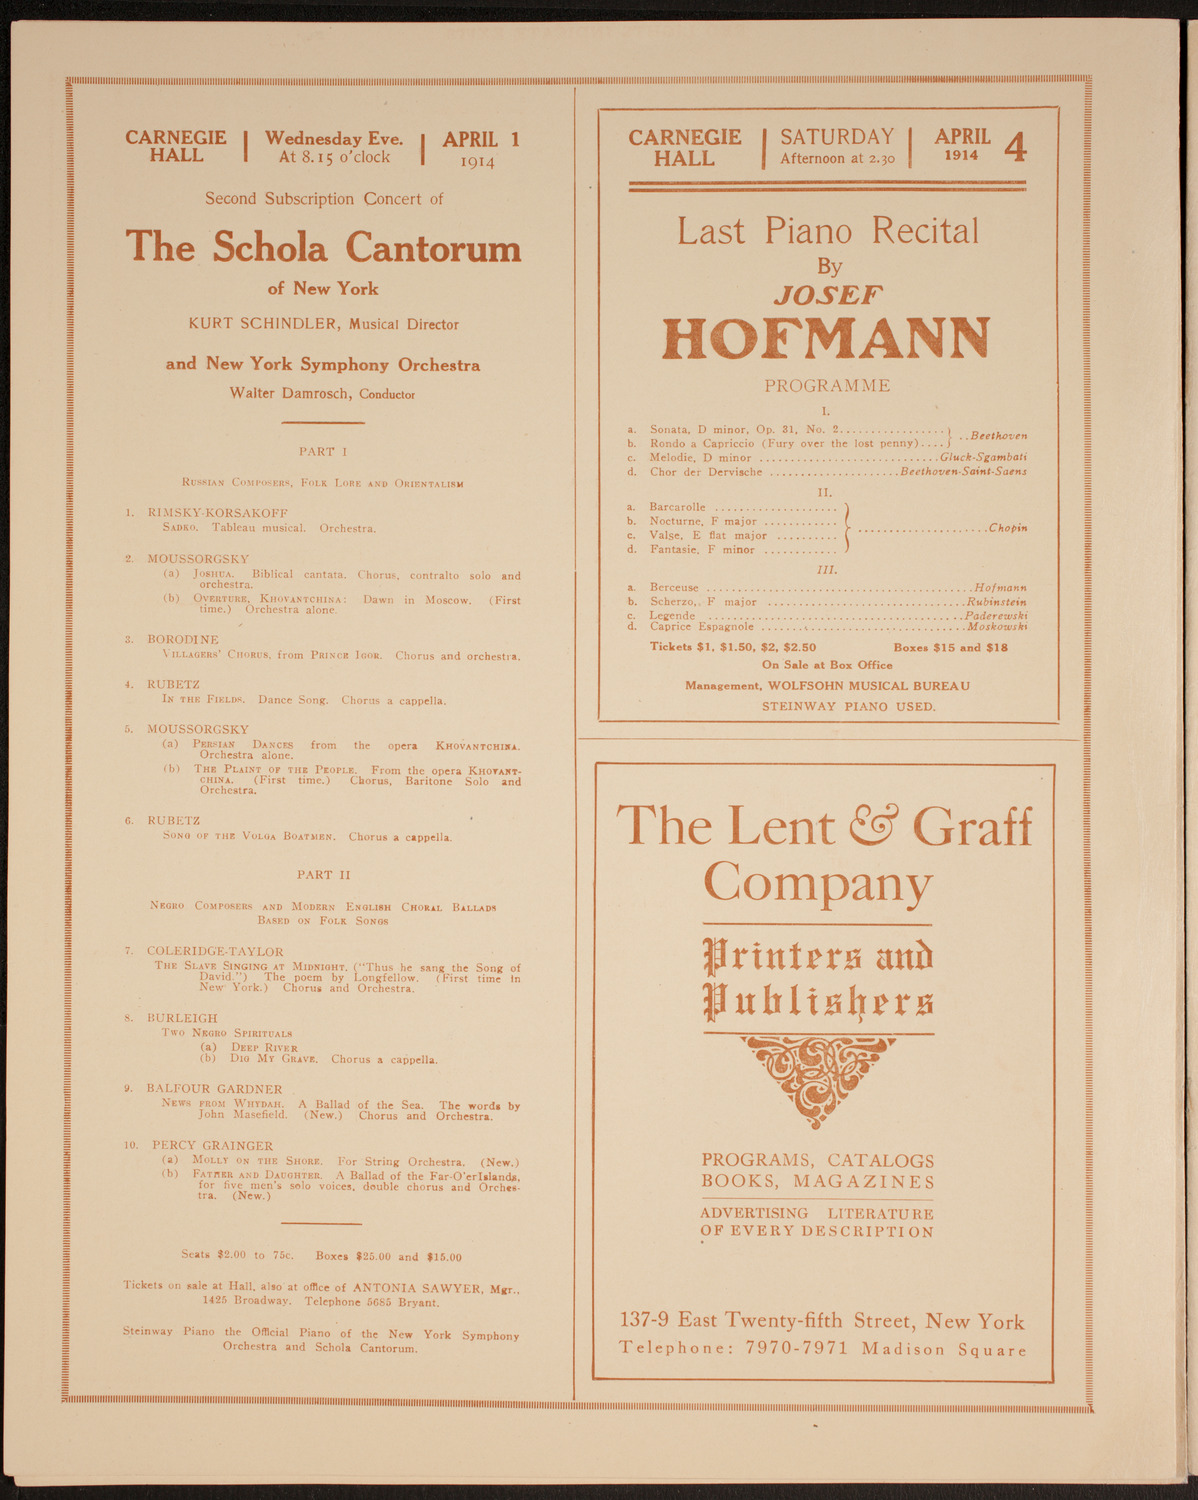 CARNEGIE HALL | Wednesday Eve. At 8.15 o'clock | APRIL 1 1914
Second Subscription Concert of
The Schola Cantorum
of New York
KURT SCHINDLER, Musical Director
and New York Symphony Orchestra
Walter Damrosch, Conductor
PART I
Russian Composers, Folk Lore and Orientalism
1. RIMSKY-KORSAKOFF
Sadko. Tableau musical. Orchestra.
2. MOUSSORGSKY
(a) Joshua. Biblical cantata. Chorus, contralto solo and
orchestra.
(b) Overture, Khovantchina: Dawn in Moscow. (First
time.) Orchestra alone.
3. BORODINE
Villagers' Chorus, from Prince Igor. Chorus and orchestra.
4. RUBETZ
In the Fields. Dance Song. Chorus a cappella.
5. MOUSSORGSKY
(a) Persian Dances from the opera Khovantchina.
Orchestra alone.
(b) The Plaint of the People. From the opera Khovant-
china. (First time.) Chorus, Baritone Solo and
Orchestra.
6. RUBETZ
Song of the Volga Boatmen. Chorus a cappella.
PART II
Negro Composers and Modern English Choral Ballads
Based on Folk Songs
7. COLERIDGE-TAYLOR
The Slave Singing at Midnight. ("Thus he sang the Song of
David.") The poem by Longfellow. (First time in
New York.) Chorus and Orchestra.
8. BURLEIGH
Two Negro Spirituals
(a) Deep River
(b) Dig My Grave. Chorus a cappella.
9. BALFOUR GARDNER
News from Whydah. A Ballad of the Sea. The words by
John Masefield. (New.) Chorus and Orchestra.
10. PERCY GRAINGER
(a) Molly on the Shore. For String Orchestra. (New.)
(b) Father and Daughter. A Ballad of the Far-O'erIslands,
for five men's solo voices, double chorus and Orches-
tra. (New.)
Seats $2.00 to 75c. Boxes $25.00 and $15.00
Tickets on sale at Hall, also at office of ANTONIA SAWYER, Mgr.,
1425 Broadway. Telephone 5685 Bryant.
Steinway Piano the Official Piano of the New York Symphony
Orchestra and Schola Cantorum.
CARNEGIE HALL | SATURDAY Afternoon at 2.30 | APRIL 1914 4
Last Piano Recital
By
JOSEF
HOFMANN
PROGRAMME
I.
a. Sonata, D minor, Op. 31, No. 2.................
b. Rondo a Capriccio (Fury over the lost penny).... } ..Beethoven
c. Melodie, D minor .............................Gluck-Sgambati
d. Chor der Dervische .....................Beethoven-Saint-Saens
II.
a. Barcarolle ....................
b. Nocturne, F major ............
c. Valse, E flat major .......... } .....................Chopin
d. Fantasie, F minor ............
III.
a. Berceuse ...........................................Hofmann
b. Scherzo,. F major ................................Rubinstein
c. Legende .........................................Paderewski
d. Caprice Espagnole .................................Moskowski
Tickets $1, $1.50, $2, $2.50 Boxes $15 and $18
On Sale at Box Office
Management, WOLFSOHN MUSICAL BUREAU
STEINWAY PIANO USED.
The Lent & Graff
Company
Printers and
Publishers
PROGRAMS, CATALOGS
BOOKS, MAGAZINES
ADVERTISING LITERATURE
OF EVERY DESCRIPTION
137-9 East Twenty-fifth Street, New York
Telephone: 7970-7971 Madison Square